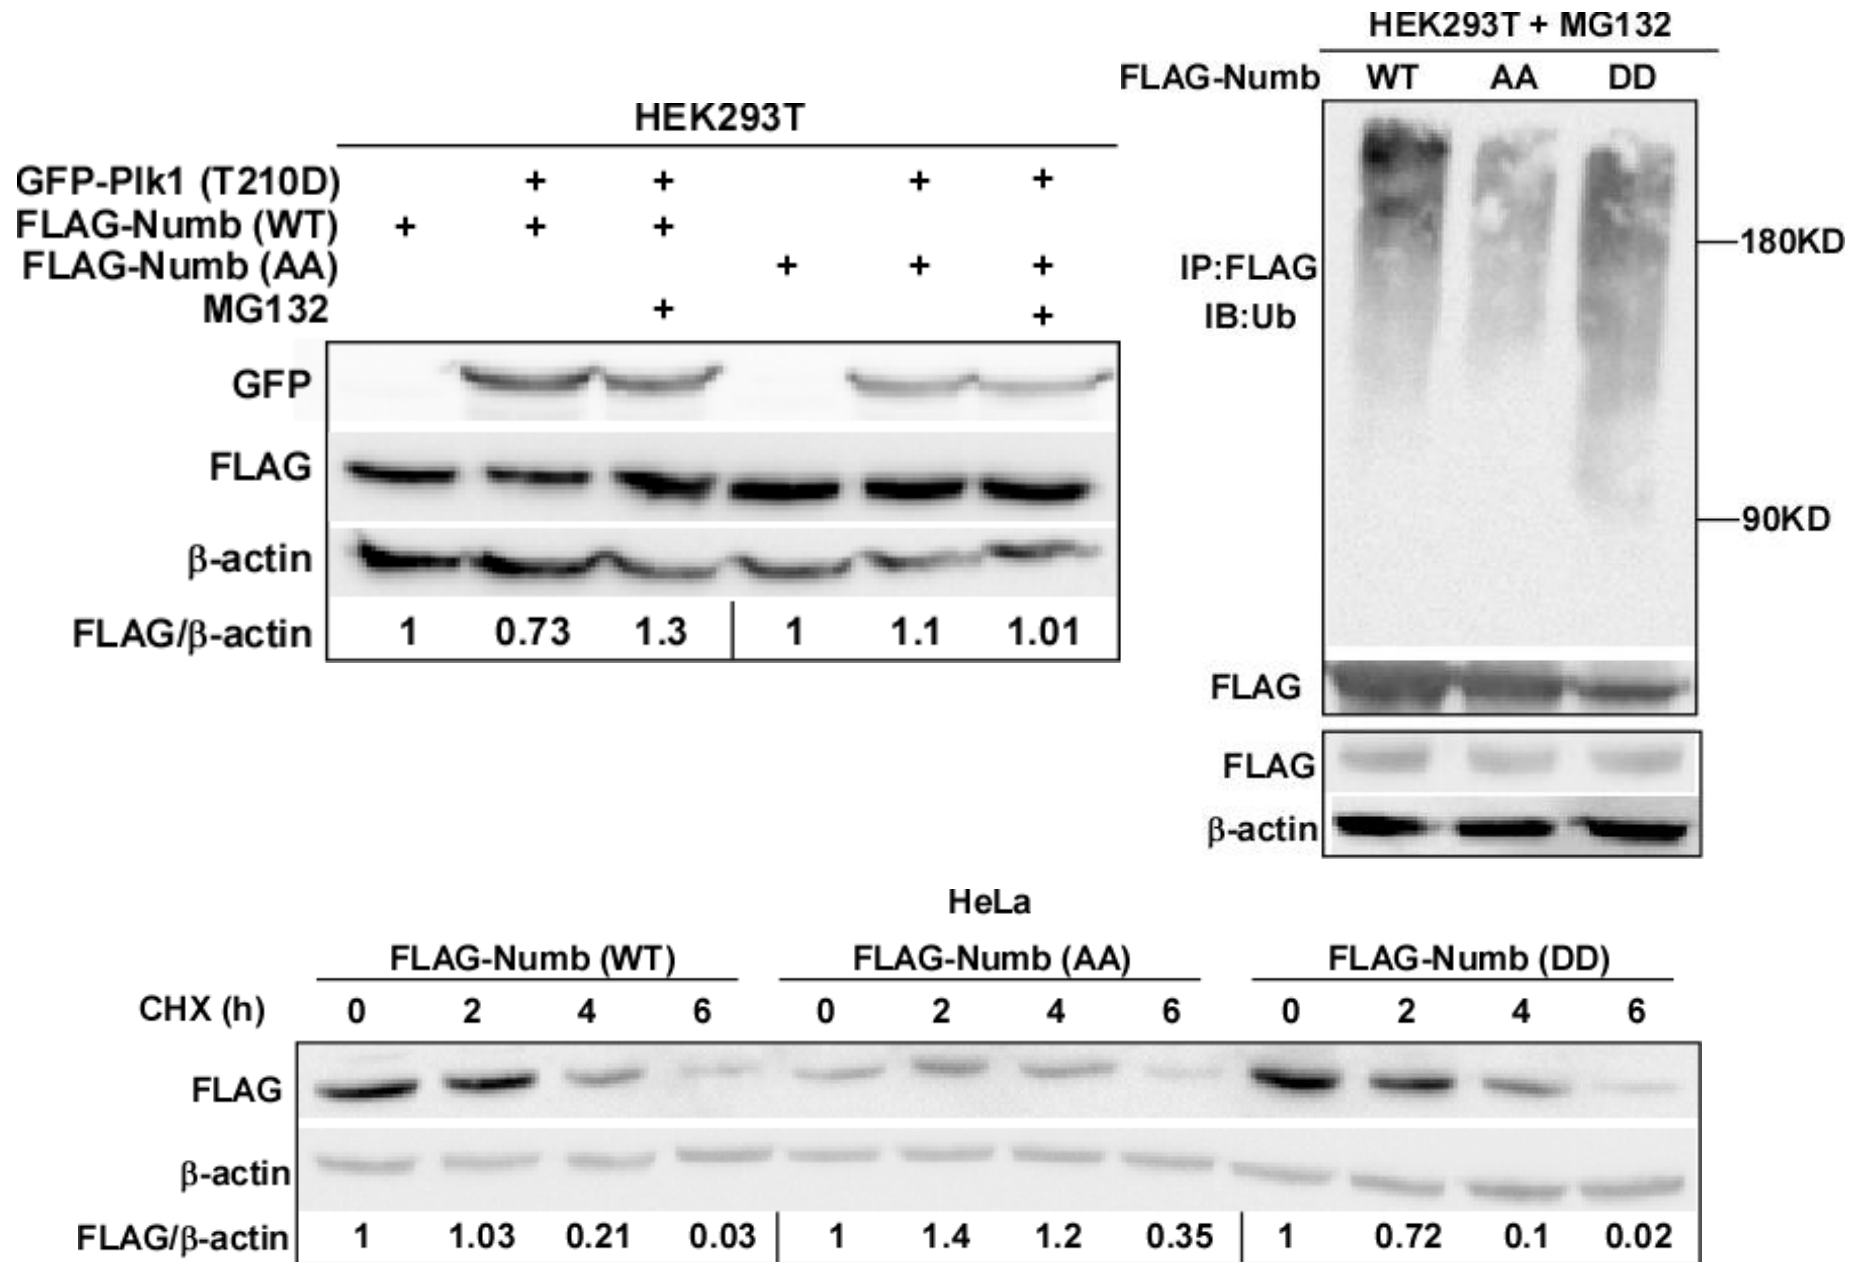 HEK293T
GFP-Plk1 (T210D) + + + +
FLAG-Numb (WT) + + +
FLAG-Numb (AA) + + +
MG132 + +
GFP
FLAG
β-actin
FLAG/β-actin 1 0.73 1.3 1 1.1 1.01
HEK293T + MG132
FLAG-Numb WT AA DD
180KD
IP:FLAG
IB:Ub
90KD
FLAG
FLAG
β-actin
HeLa
FLAG-Numb (WT) FLAG-Numb (AA) FLAG-Numb (DD)
CHX (h) 0 2 4 6 0 2 4 6 0 2 4 6
FLAG
β-actin
FLAG/β-actin 1 1.03 0.21 0.03 1 1.4 1.2 0.35 1 0.72 0.1 0.02